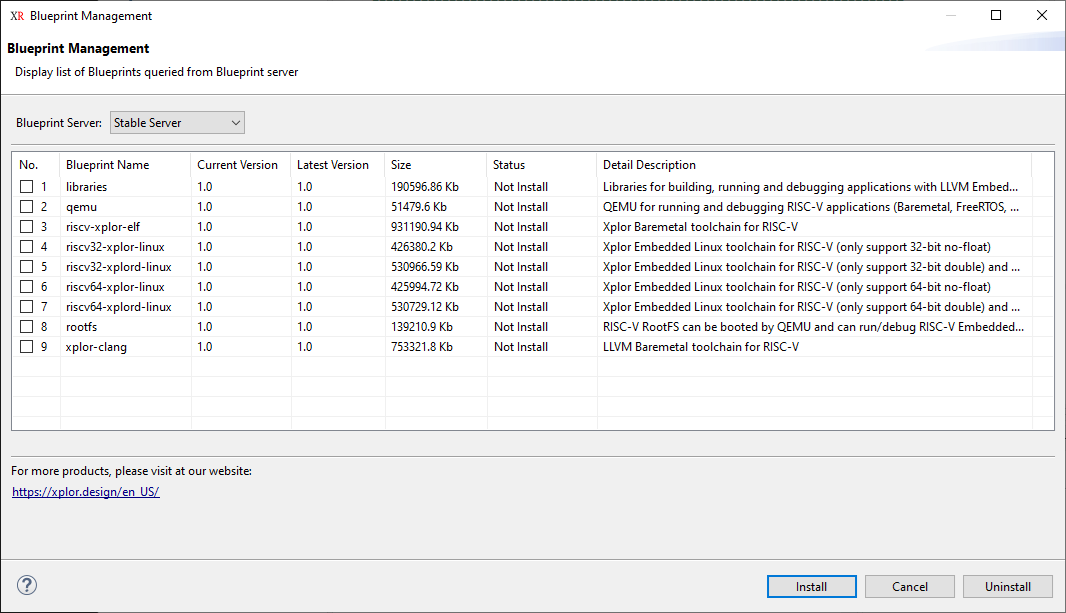 XR Blueprint Management
Blueprint Management
Display list of Blueprints queried from Blueprint server
Blueprint Server: Stable Server
No. Blueprint Name Current Version Latest Version Size Status Detail Description
1 libraries 1.0 1.0 190596.86 Kb Not Install Libraries for building, running and debugging applications with LLVM Embed...
2 qemu 1.0 1.0 51479.6 Kb Not Install QEMU for running and debugging RISC-V applications (Baremetal, FreeRTOS, ...
3 riscv-xplor-elf 1.0 1.0 931190.94 Kb Not Install Xplor Baremetal toolchain for RISC-V
4 riscv32-xplor-linux 1.0 1.0 426380.2 Kb Not Install Xplor Embedded Linux toolchain for RISC-V (only support 32-bit no-float)
5 riscv32-xplord-linux 1.0 1.0 530966.59 Kb Not Install Xplor Embedded Linux toolchain for RISC-V (only support 32-bit double) and ...
6 riscv64-xplor-linux 1.0 1.0 425994.72 Kb Not Install Xplor Embedded Linux toolchain for RISC-V (only support 64-bit no-float)
7 riscv64-xplord-linux 1.0 1.0 530729.12 Kb Not Install Xplor Embedded Linux toolchain for RISC-V (only support 64-bit double) and ...
8 rootfs 1.0 1.0 139210.9 Kb Not Install RISC-V RootFS can be booted by QEMU and can run/debug RISC-V Embedded...
9 xplor-clang 1.0 1.0 753321.8 Kb Not Install LLVM Baremetal toolchain for RISC-V
For more products, please visit at our website:
https://xplor.design/en_US/
? Install Cancel Uninstall